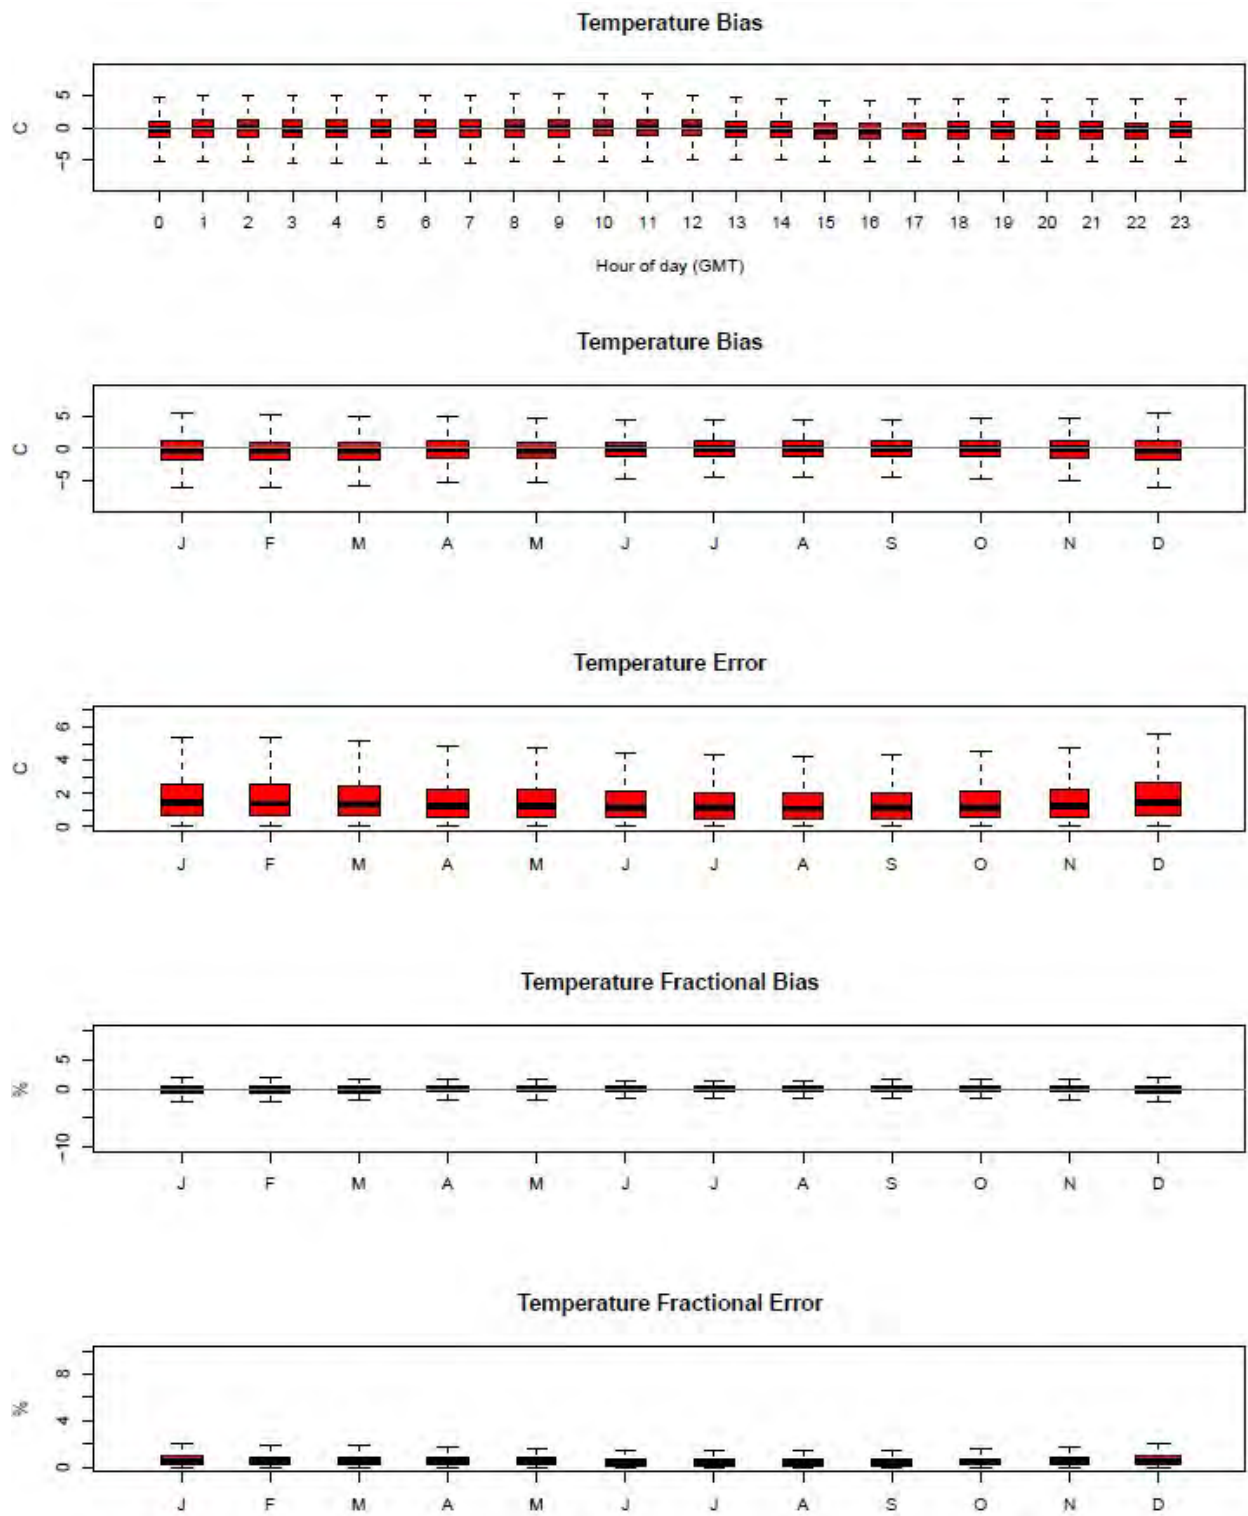 Temperature Bias
C
5
0
−5
0 1 2 3 4 5 6 7 8 9 10 11 12 13 14 15 16 17 18 19 20 21 22 23
Hour of day (GMT)
Temperature Bias
C
5
0
−5
J F M A M J J A S O N D
Temperature Error
C
6
4
2
0
J F M A M J J A S O N D
Temperature Fractional Bias
%
5
0
−10
J F M A M J J A S O N D
Temperature Fractional Error
%
8
4
0
J F M A M J J A S O N D